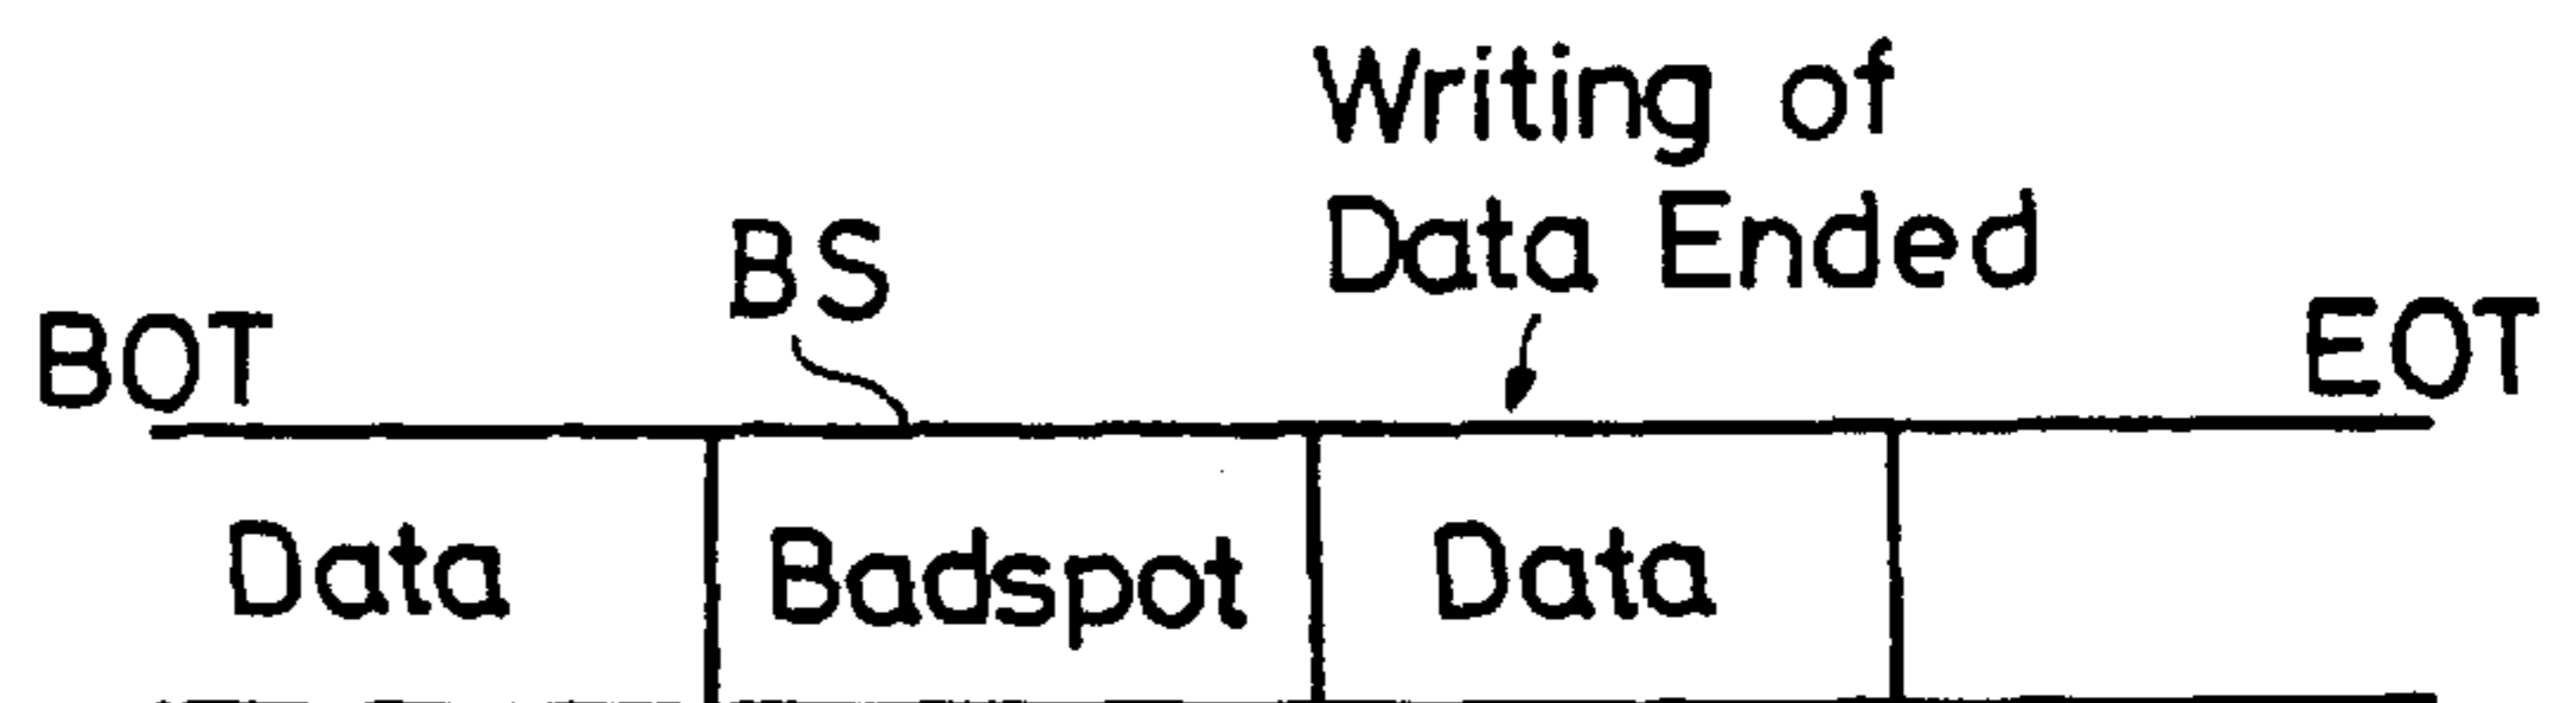 Writing of
Data Ended
BS
BOT
EOT
Data
Badspot
Data